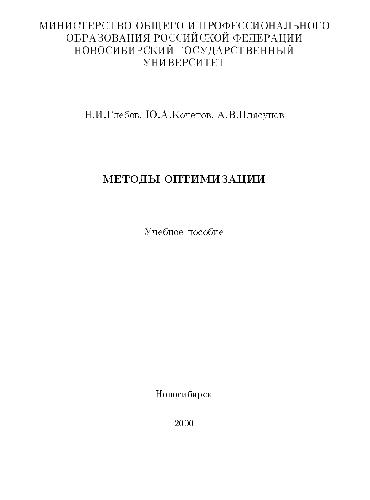 МИНИСТЕРСТВО ОБЩЕГО И ПРОФЕССИОНАЛЬНОГО
ОБРАЗОВАНИЯ РОССИЙСКОЙ ФЕДЕРАЦИИ
НОВОСИБИРСКИЙ ГОСУДАРСТВЕННЫЙ
УНИВЕРСИТЕТ
Н.И.Глебов, Ю.А.Кочетов, А.В.Плясунов
МЕТОДЫ ОПТИМИЗАЦИИ
Учебное пособие
Новосибирск
2000